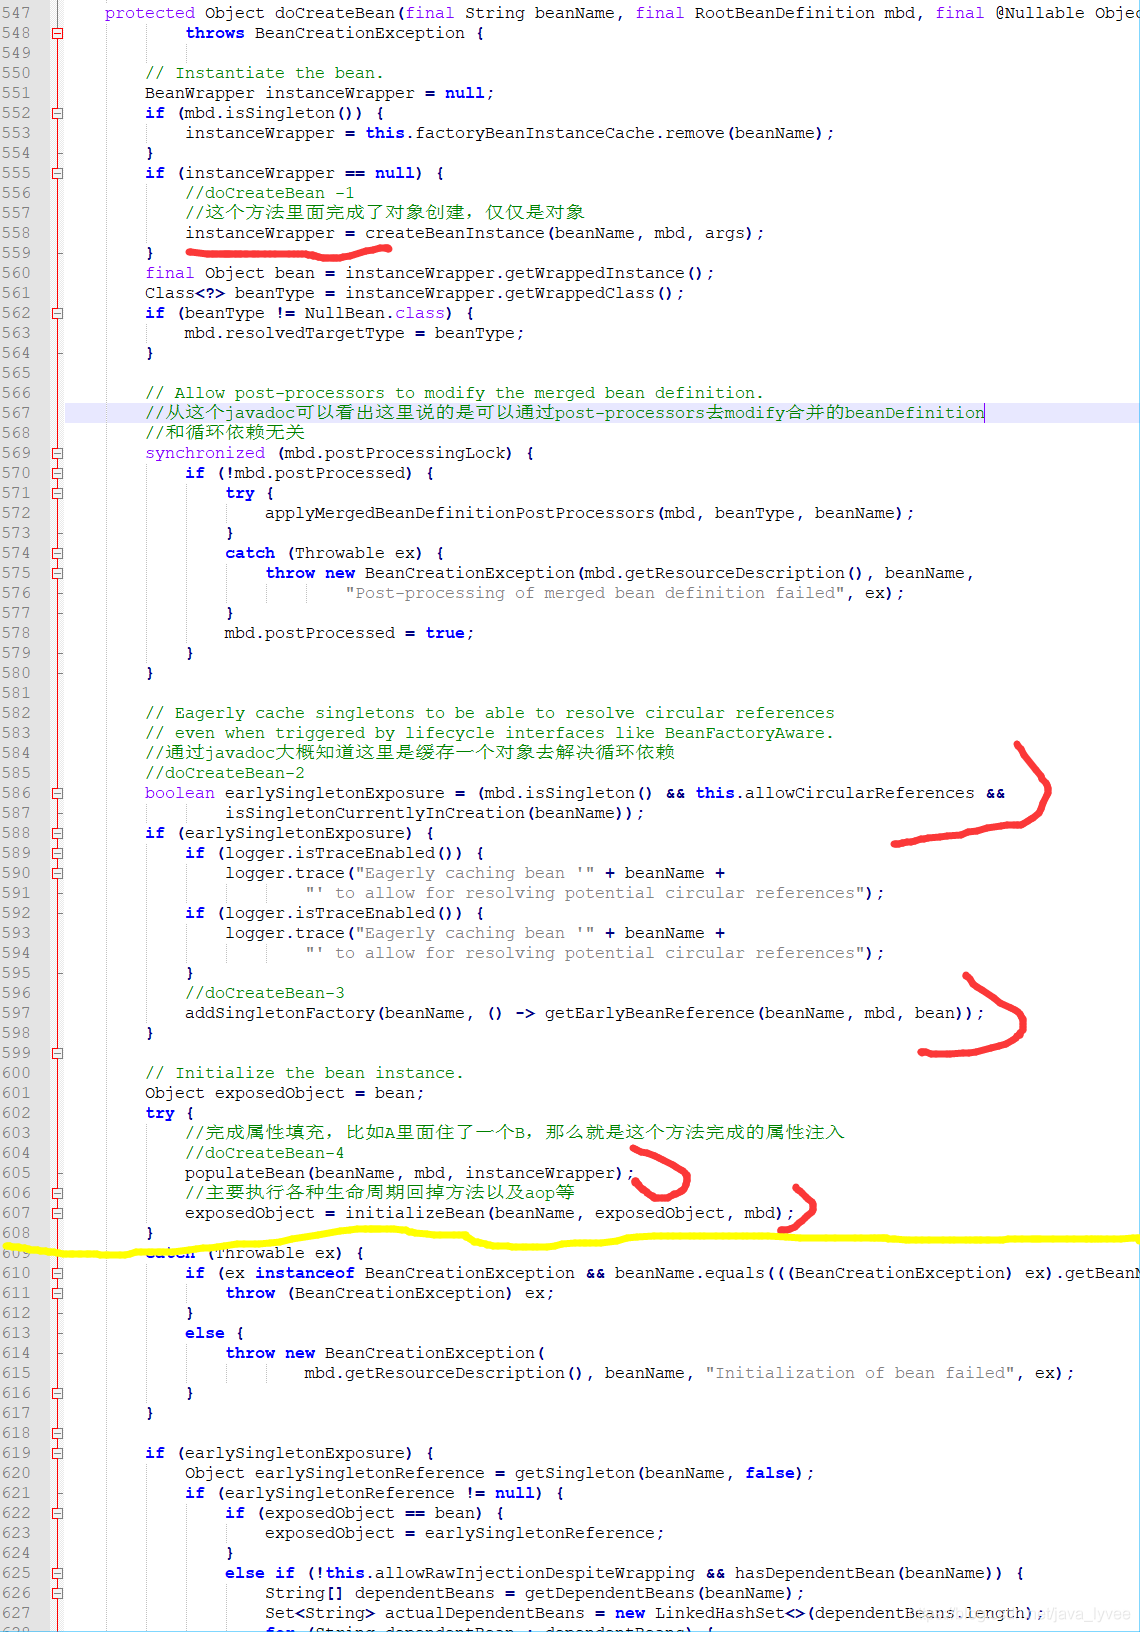 547 protected Object doCreateBean(final String beanName, final RootBeanDefinition mbd, final @Nullable Objec
548 throws BeanCreationException {
549
550 // Instantiate the bean.
551 BeanWrapper instanceWrapper = null;
552 if (mbd.isSingleton()) {
553 instanceWrapper = this.factoryBeanInstanceCache.remove(beanName);
554 }
555 if (instanceWrapper == null) {
556 //doCreateBean -1
557 //这个方法里面完成了对象创建，仅仅是对象
558 instanceWrapper = createBeanInstance(beanName, mbd, args);
559 }
560 final Object bean = instanceWrapper.getWrappedInstance();
561 Class<?> beanType = instanceWrapper.getWrappedClass();
562 if (beanType != NullBean.class) {
563 mbd.resolvedTargetType = beanType;
564 }
565
566 // Allow post-processors to modify the merged bean definition.
567 //从这个javadoc可以看出这里说的是可以通过post-processors去modify合并的beanDefinition
568 //和循环依赖无关
569 synchronized (mbd.postProcessingLock) {
570 if (!mbd.postProcessed) {
571 try {
572 applyMergedBeanDefinitionPostProcessors(mbd, beanType, beanName);
573 }
574 catch (Throwable ex) {
575 throw new BeanCreationException(mbd.getResourceDescription(), beanName,
576 "Post-processing of merged bean definition failed", ex);
577 }
578 mbd.postProcessed = true;
579 }
580 }
581
582 // Eagerly cache singletons to be able to resolve circular references
583 // even when triggered by lifecycle interfaces like BeanFactoryAware.
584 //通过javadoc大概知道这里是缓存一个对象去解决循环依赖
585 //doCreateBean-2
586 boolean earlySingletonExposure = (mbd.isSingleton() && this.allowCircularReferences &&
587 isSingletonCurrentlyInCreation(beanName));
588 if (earlySingletonExposure) {
589 if (logger.isTraceEnabled()) {
590 logger.trace("Eagerly caching bean '" + beanName +
591 "' to allow for resolving potential circular references");
592 if (logger.isTraceEnabled()) {
593 logger.trace("Eagerly caching bean '" + beanName +
594 "' to allow for resolving potential circular references");
595 }
596 //doCreateBean-3
597 addSingletonFactory(beanName, () -> getEarlyBeanReference(beanName, mbd, bean));
598 }
599
600 // Initialize the bean instance.
601 Object exposedObject = bean;
602 try {
603 //完成属性填充，比如A里面住了一个B，那么就是这个方法完成的属性注入
604 //doCreateBean-4
605 populateBean(beanName, mbd, instanceWrapper);
606 //主要执行各种生命周期回掉方法以及aop等
607 exposedObject = initializeBean(beanName, exposedObject, mbd);
608 }
609 catch (Throwable ex) {
610 if (ex instanceof BeanCreationException && beanName.equals(((BeanCreationException) ex).getBeanN
611 throw (BeanCreationException) ex;
612 }
613 else {
614 throw new BeanCreationException(
615 mbd.getResourceDescription(), beanName, "Initialization of bean failed", ex);
616 }
617 }
618
619 if (earlySingletonExposure) {
620 Object earlySingletonReference = getSingleton(beanName, false);
621 if (earlySingletonReference != null) {
622 if (exposedObject == bean) {
623 exposedObject = earlySingletonReference;
624 }
625 else if (!this.allowRawInjectionDespiteWrapping && hasDependentBean(beanName)) {
626 String[] dependentBeans = getDependentBeans(beanName);
627 Set<String> actualDependentBeans = new LinkedHashSet<>(dependentBeans.length);
628 for (String dependentBean : dependentBeans) {